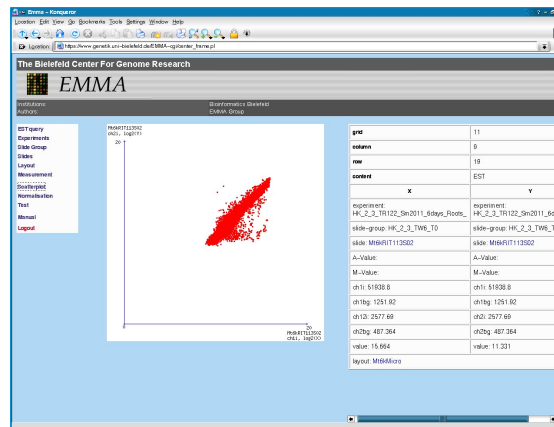 Emma - Konqueror
Location Edit View Go Bookmarks Tools Settings Window Help
Location: https://www.genetik.uni-bielefeld.de/EMMA-cgi/center_frame.pl
The Bielefeld Center For Genome Research
EMMA
Institutions: Bioinformatics Bielefeld
Authors: EMMA Group
EST query
Experiments
Slide Group
Slides
Layout
Measurement
Scatterplot
Normalisation
Test
Manual
Logout
Mt6kRIT113S02
ch2i, log2(Y)
20
0
20
Mt6kRIT113S02
ch1i, log2(X)
grid 11
column 9
row 19
content EST
X Y
experiment: experiment:
HK_2_3_TR122_Sm2011_6days_Roots_ HK_2_3_TR122_Sm2011_6d
slide-group: HK_2_3_TW6_T0 slide-group: HK_2_3_TW6_T
slide: Mt6kRIT113S02 slide: Mt6kRIT113S02
A-Value: A-Value:
M-Value: M-Value:
ch1i: 51938.8 ch1i: 51938.8
ch1bg: 1251.92 ch1bg: 1251.92
ch12i: 2577.69 ch2i: 2577.69
ch2bg: 487.364 ch2bg: 487.364
value: 15.664 value: 11.331
layout: Mt6kMicro